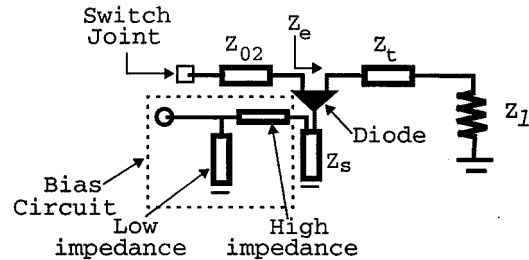 Switch
Joint
Z02
Ze
Zt
Zl
Diode
Zs
Bias
Circuit
Low
impedance
High
impedance